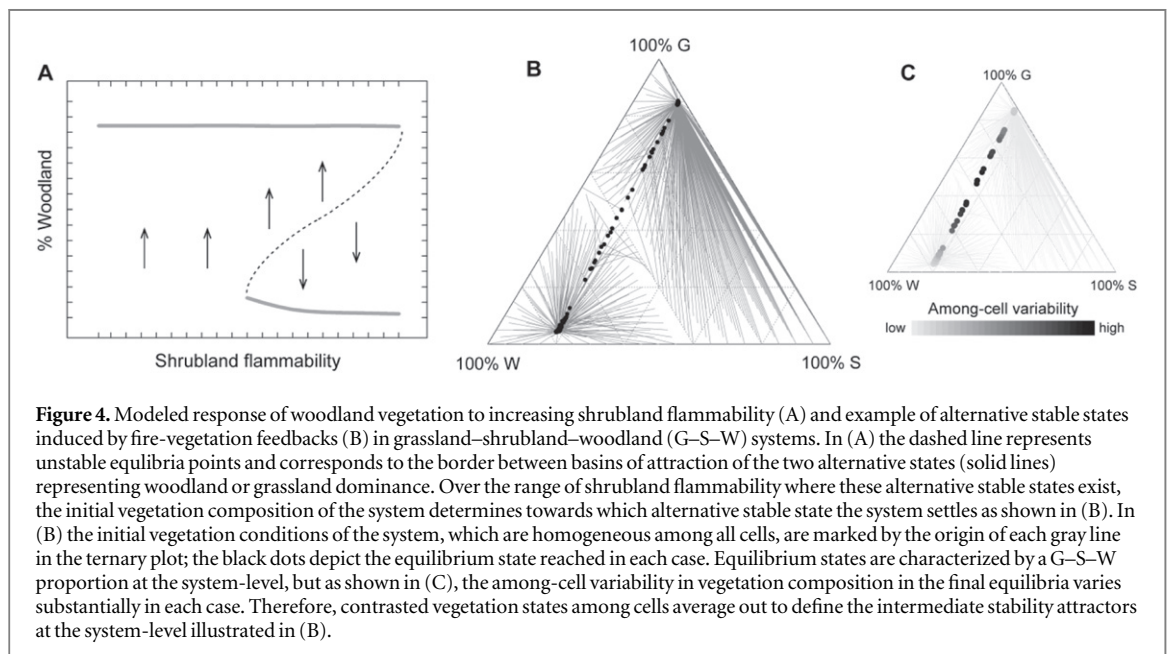 A
% Woodland
Shrubland flammability
B
100% G
100% W
100% S
C
100% G
100% W
100% S
Among-cell variability
low
high
Figure 4. Modeled response of woodland vegetation to increasing shrubland flammability (A) and example of alternative stable states
induced by fire-vegetation feedbacks (B) in grassland–shrubland–woodland (G–S–W) systems. In (A) the dashed line represents
unstable equlibria points and corresponds to the border between basins of attraction of the two alternative states (solid lines)
representing woodland or grassland dominance. Over the range of shrubland flammability where these alternative stable states exist,
the initial vegetation composition of the system determines towards which alternative stable state the system settles as shown in (B). In
(B) the initial vegetation conditions of the system, which are homogeneous among all cells, are marked by the origin of each gray line
in the ternary plot; the black dots depict the equilibrium state reached in each case. Equilibrium states are characterized by a G–S–W
proportion at the system-level, but as shown in (C), the among-cell variability in vegetation composition in the final equilibria varies
substantially in each case. Therefore, contrasted vegetation states among cells average out to define the intermediate stability attractors
at the system-level illustrated in (B).